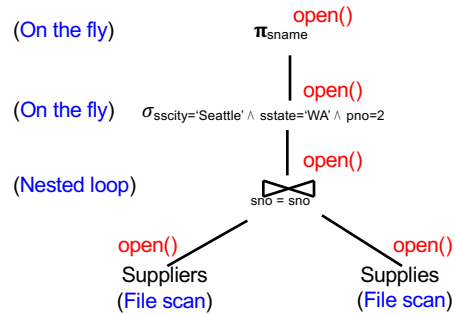 open()
(On the fly) πsname
open()
(On the fly) σsscity=‘Seattle’ ∧ sstate=‘WA’ ∧ pno=2
open()
(Nested loop)
sno = sno
open() open()
Suppliers Supplies
(File scan) (File scan)